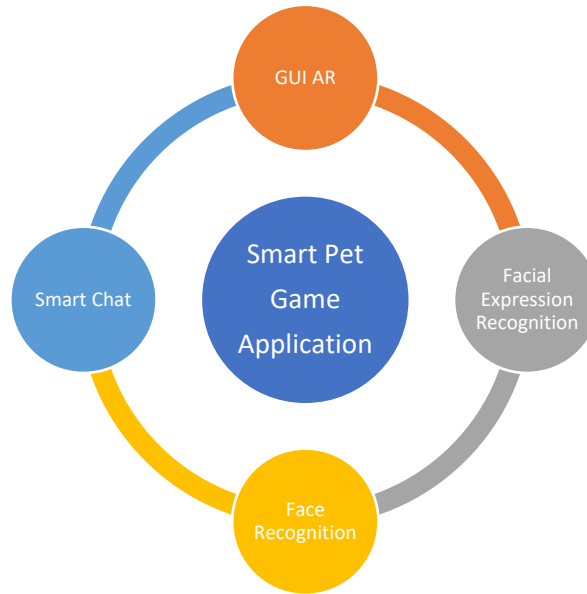 GUI AR
Smart Pet
Game
Application
Smart Chat
Facial
Expression
Recognition
Face
Recognition